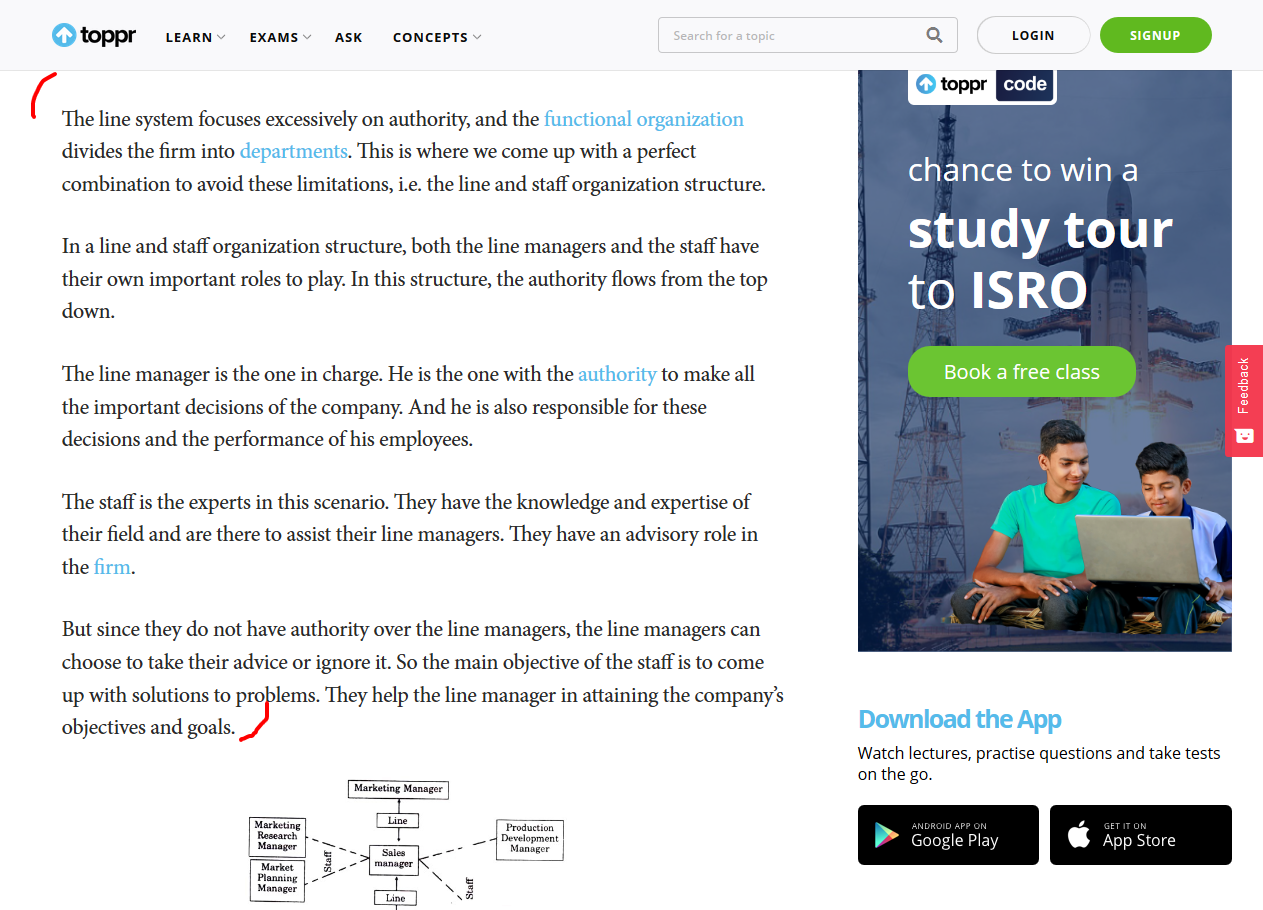 toppr
LEARN
EXAMS
ASK
CONCEPTS
Search for a topic
LOGIN
SIGNUP
The line system focuses excessively on authority, and the functional organization
divides the firm into departments. This is where we come up with a perfect
combination to avoid these limitations, i.e. the line and staff organization structure.
In a line and staff organization structure, both the line managers and the staff have
their own important roles to play. In this structure, the authority flows from the top
down.
The line manager is the one in charge. He is the one with the authority to make all
the important decisions of the company. And he is also responsible for these
decisions and the performance of his employees.
The staff is the experts in this scenario. They have the knowledge and expertise of
their field and are there to assist their line managers. They have an advisory role in
the firm.
But since they do not have authority over the line managers, the line managers can
choose to take their advice or ignore it. So the main objective of the staff is to come
up with solutions to problems. They help the line manager in attaining the company's
objectives and goals.
Marketing Manager
Line
Marketing
Research
Manager
Market
Planning
Manager
Staff
Sales
manager
Production
Development
Manager
Staff
Line
toppr code
chance to win a
study tour
to ISRO
Book a free class
Feedback
Download the App
Watch lectures, practise questions and take tests
on the go.
ANDROID APP ON
Google Play
GET IT ON
App Store